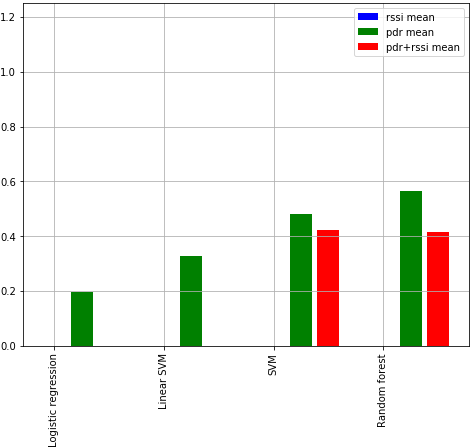 rssi mean
pdr mean
pdr+rssi mean
1.2
1.0
0.8
0.6
0.4
0.2
0.0
Logistic regression
Linear SVM
SVM
Random forest